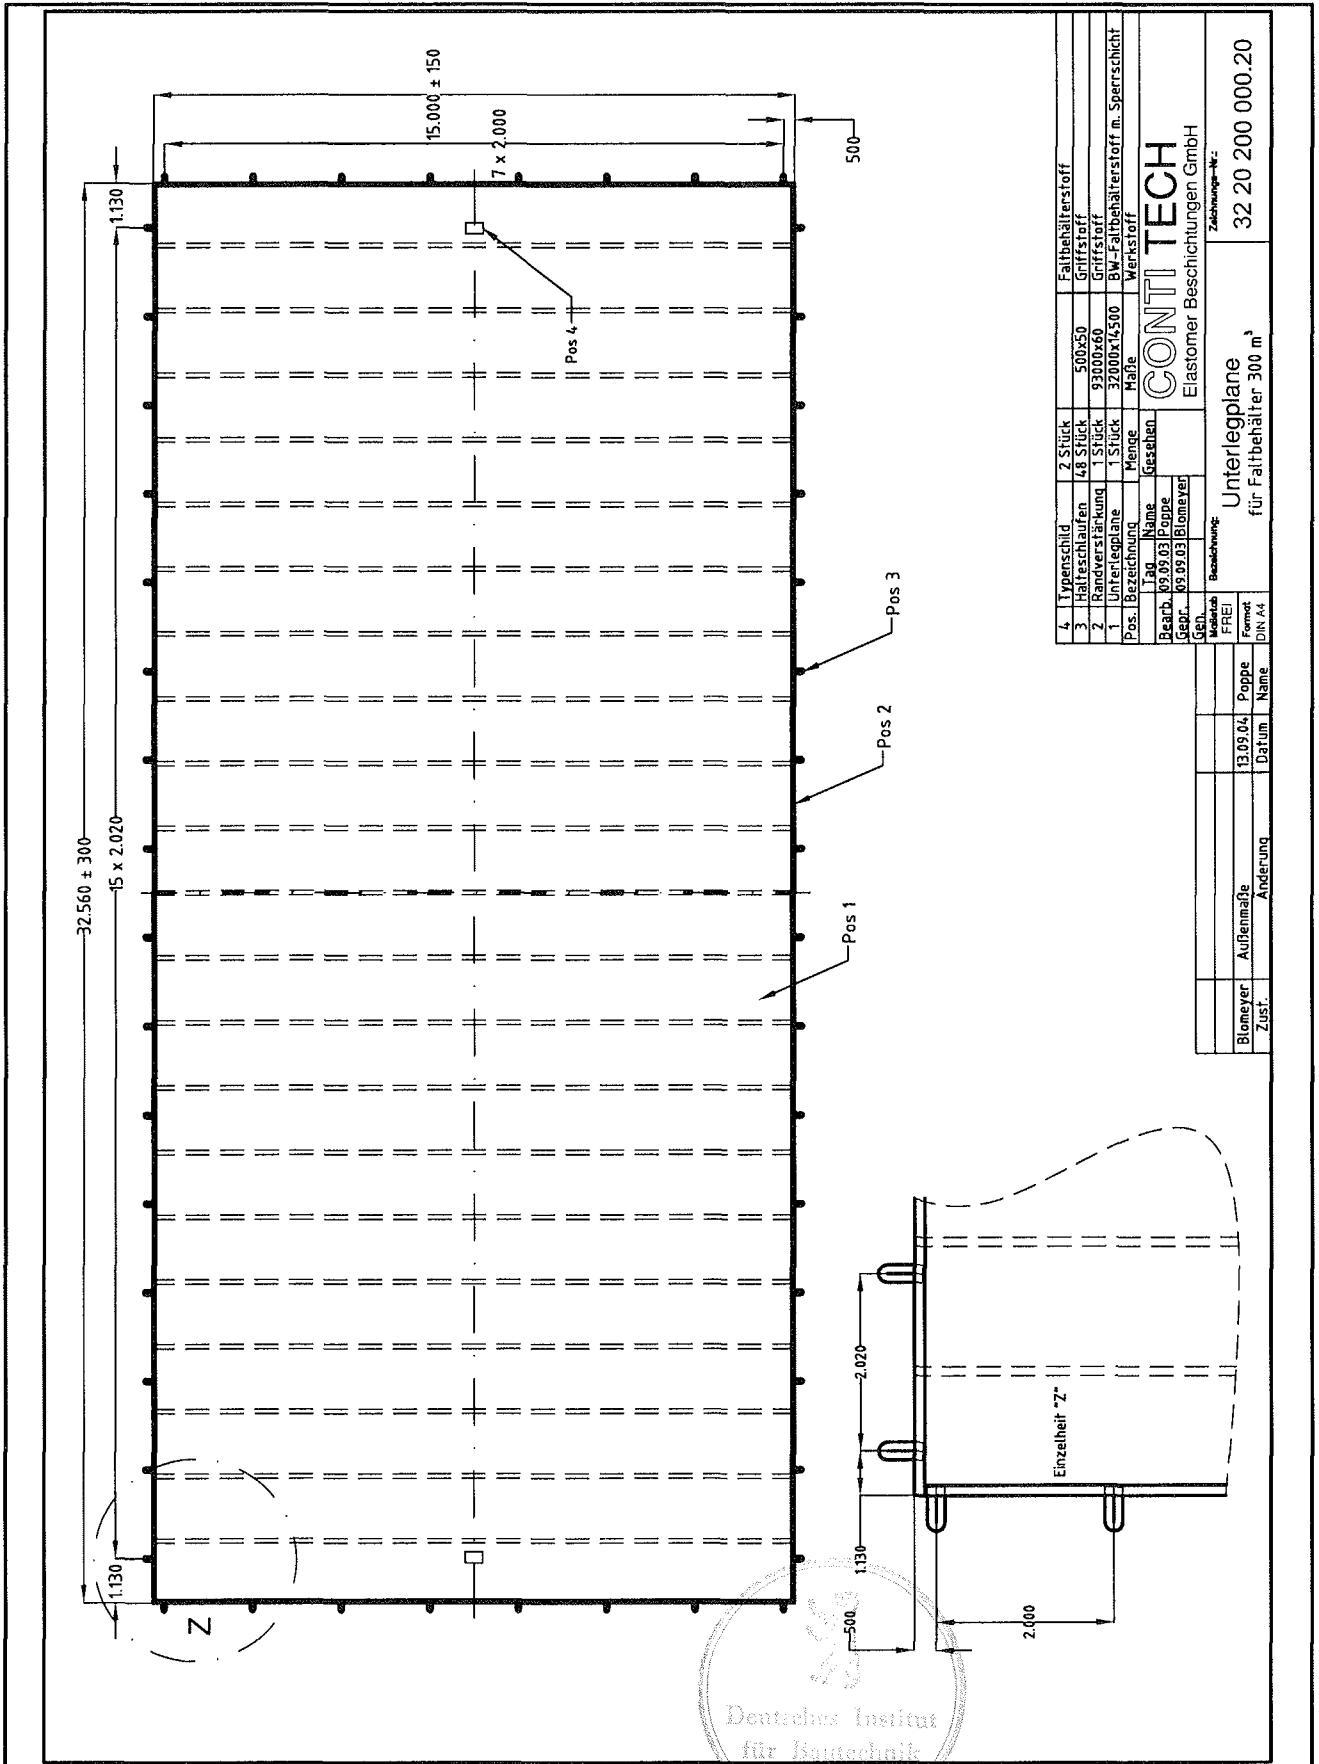 32.560 ± 300
15 x 2.020
1.130
1.130
15.000 ± 150
7 x 2.000
500
Z
Pos 4
Pos 3
Pos 2
Pos 1
Einzelheit "Z"
2.020
1.130
500
2.000
4 Typenschild 2 Stück Faltbehälterstoff
3 Halteschlaufen 48 Stück 500x50 Griffstoff
2 Randverstärkung 1 Stück 93000x60 Griffstoff
1 Unterlegplane 1 Stück 32000x14500 BW-Faltbehälterstoff m. Sperrschicht
Pos. Bezeichnung Menge Maße Werkstoff
Tag Name Gesehen
Bearb. 09.09.03 Poppe
Gepr. 09.09.03 Blomeyer
Gen.
CONTI TECH
Elastomer Beschichtungen GmbH
Maßstab
FREI
Format
DIN A4
Bezeichnung:
Unterlegplane
für Faltbehälter 300 m³
Zeichnungs-Nr.:
32 20 200 000.20
Blomeyer Außenmaße 13.09.04 Poppe
Zust. Änderung Datum Name
Deutsches Institut
für Bautechnik